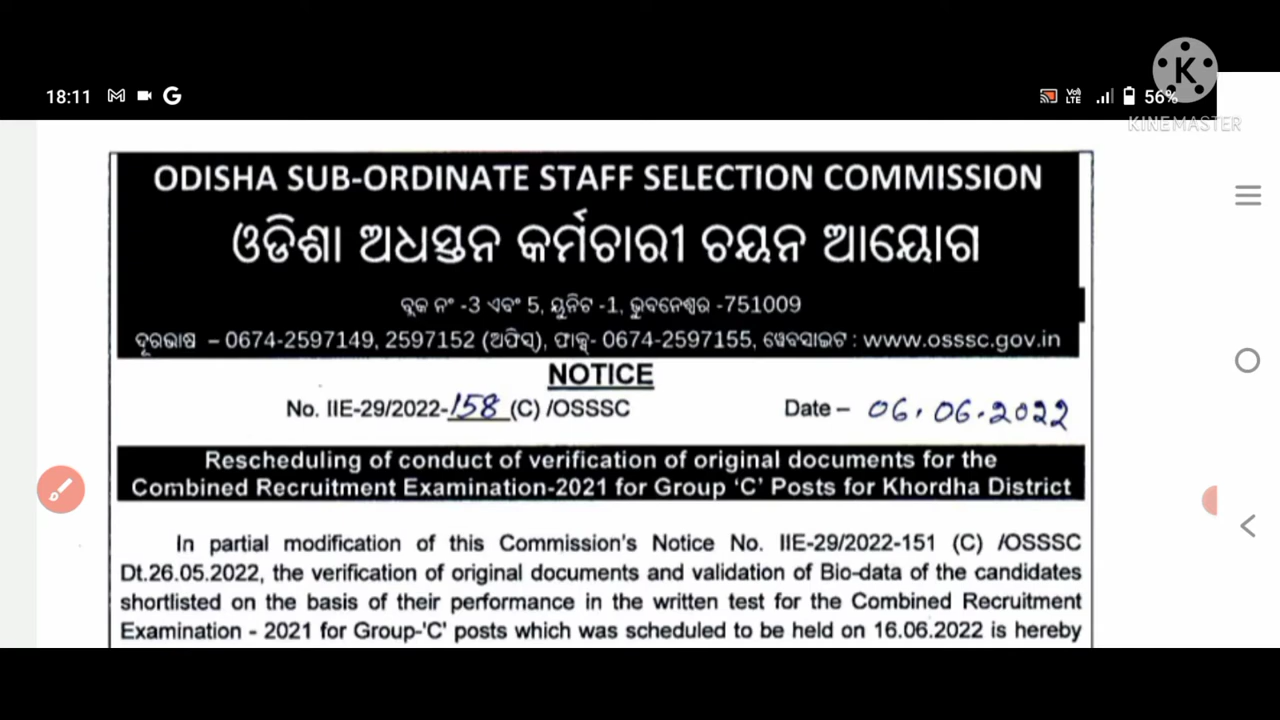 18:11
56%
KINEMASTER
ODISHA SUB-ORDINATE STAFF SELECTION COMMISSION
ଓଡିଶା ଅଧସ୍ତନ କର୍ମଚାରୀ ଚୟନ ଆୟୋଗ
ବ୍ଲକ ନଂ -3 ଏବଂ 5, ୟୁନିଟ -1, ଭୁବନେଶ୍ୱର -751009
ଦୂରଭାଷ – 0674-2597149, 2597152 (ଅଫିସ୍), ଫାକ୍ସ- 0674-2597155, ୱେବସାଇଟ : www.osssc.gov.in
NOTICE
No. IIE-29/2022-158 (C) /OSSSC Date – 06.06.2022
Rescheduling of conduct of verification of original documents for the
Combined Recruitment Examination-2021 for Group ‘C’ Posts for Khordha District
In partial modification of this Commission's Notice No. IIE-29/2022-151 (C) /OSSSC
Dt.26.05.2022, the verification of original documents and validation of Bio-data of the candidates
shortlisted on the basis of their performance in the written test for the Combined Recruitment
Examination - 2021 for Group-'C' posts which was scheduled to be held on 16.06.2022 is hereby